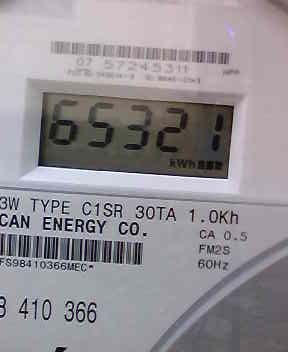 07 57245311
65321
kWh
3W TYPE C1SR 30TA 1.0Kh
CAN ENERGY CO.
CA 0.5
FM2S
60Hz
FS98410366MEC*
8 410 366